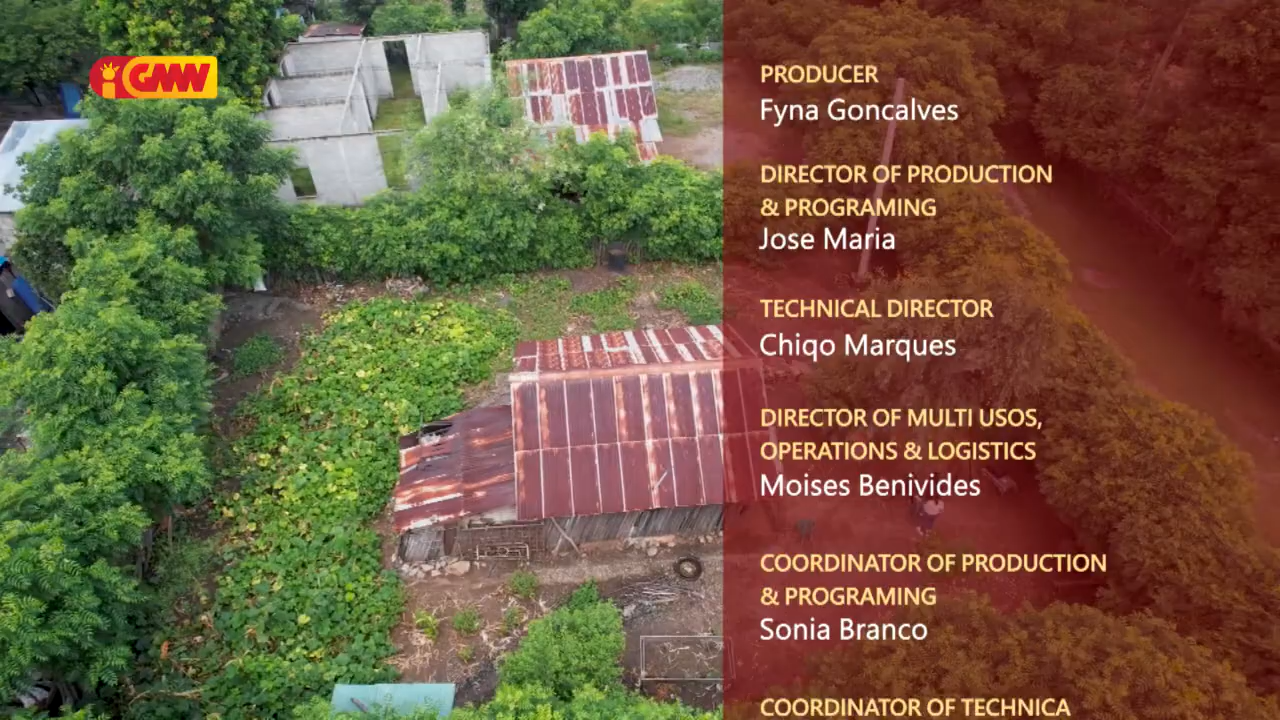 GMN
PRODUCER
Fyna Goncalves
DIRECTOR OF PRODUCTION
& PROGRAMING
Jose Maria
TECHNICAL DIRECTOR
Chiqo Marques
DIRECTOR OF MULTI USOS,
OPERATIONS & LOGISTICS
Moises Benivides
COORDINATOR OF PRODUCTION
& PROGRAMING
Sonia Branco
COORDINATOR OF TECHNICA